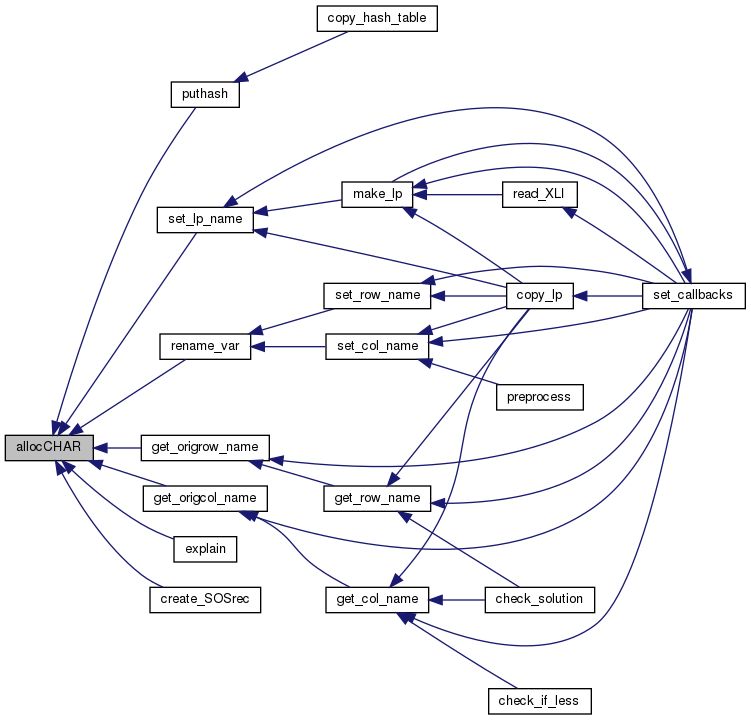 copy_hash_table
puthash
make_lp
read_XLI
set_lp_name
set_row_name
copy_lp
set_callbacks
rename_var
set_col_name
preprocess
allocCHAR
get_origrow_name
get_origcol_name
get_row_name
explain
create_SOSrec
get_col_name
check_solution
check_if_less